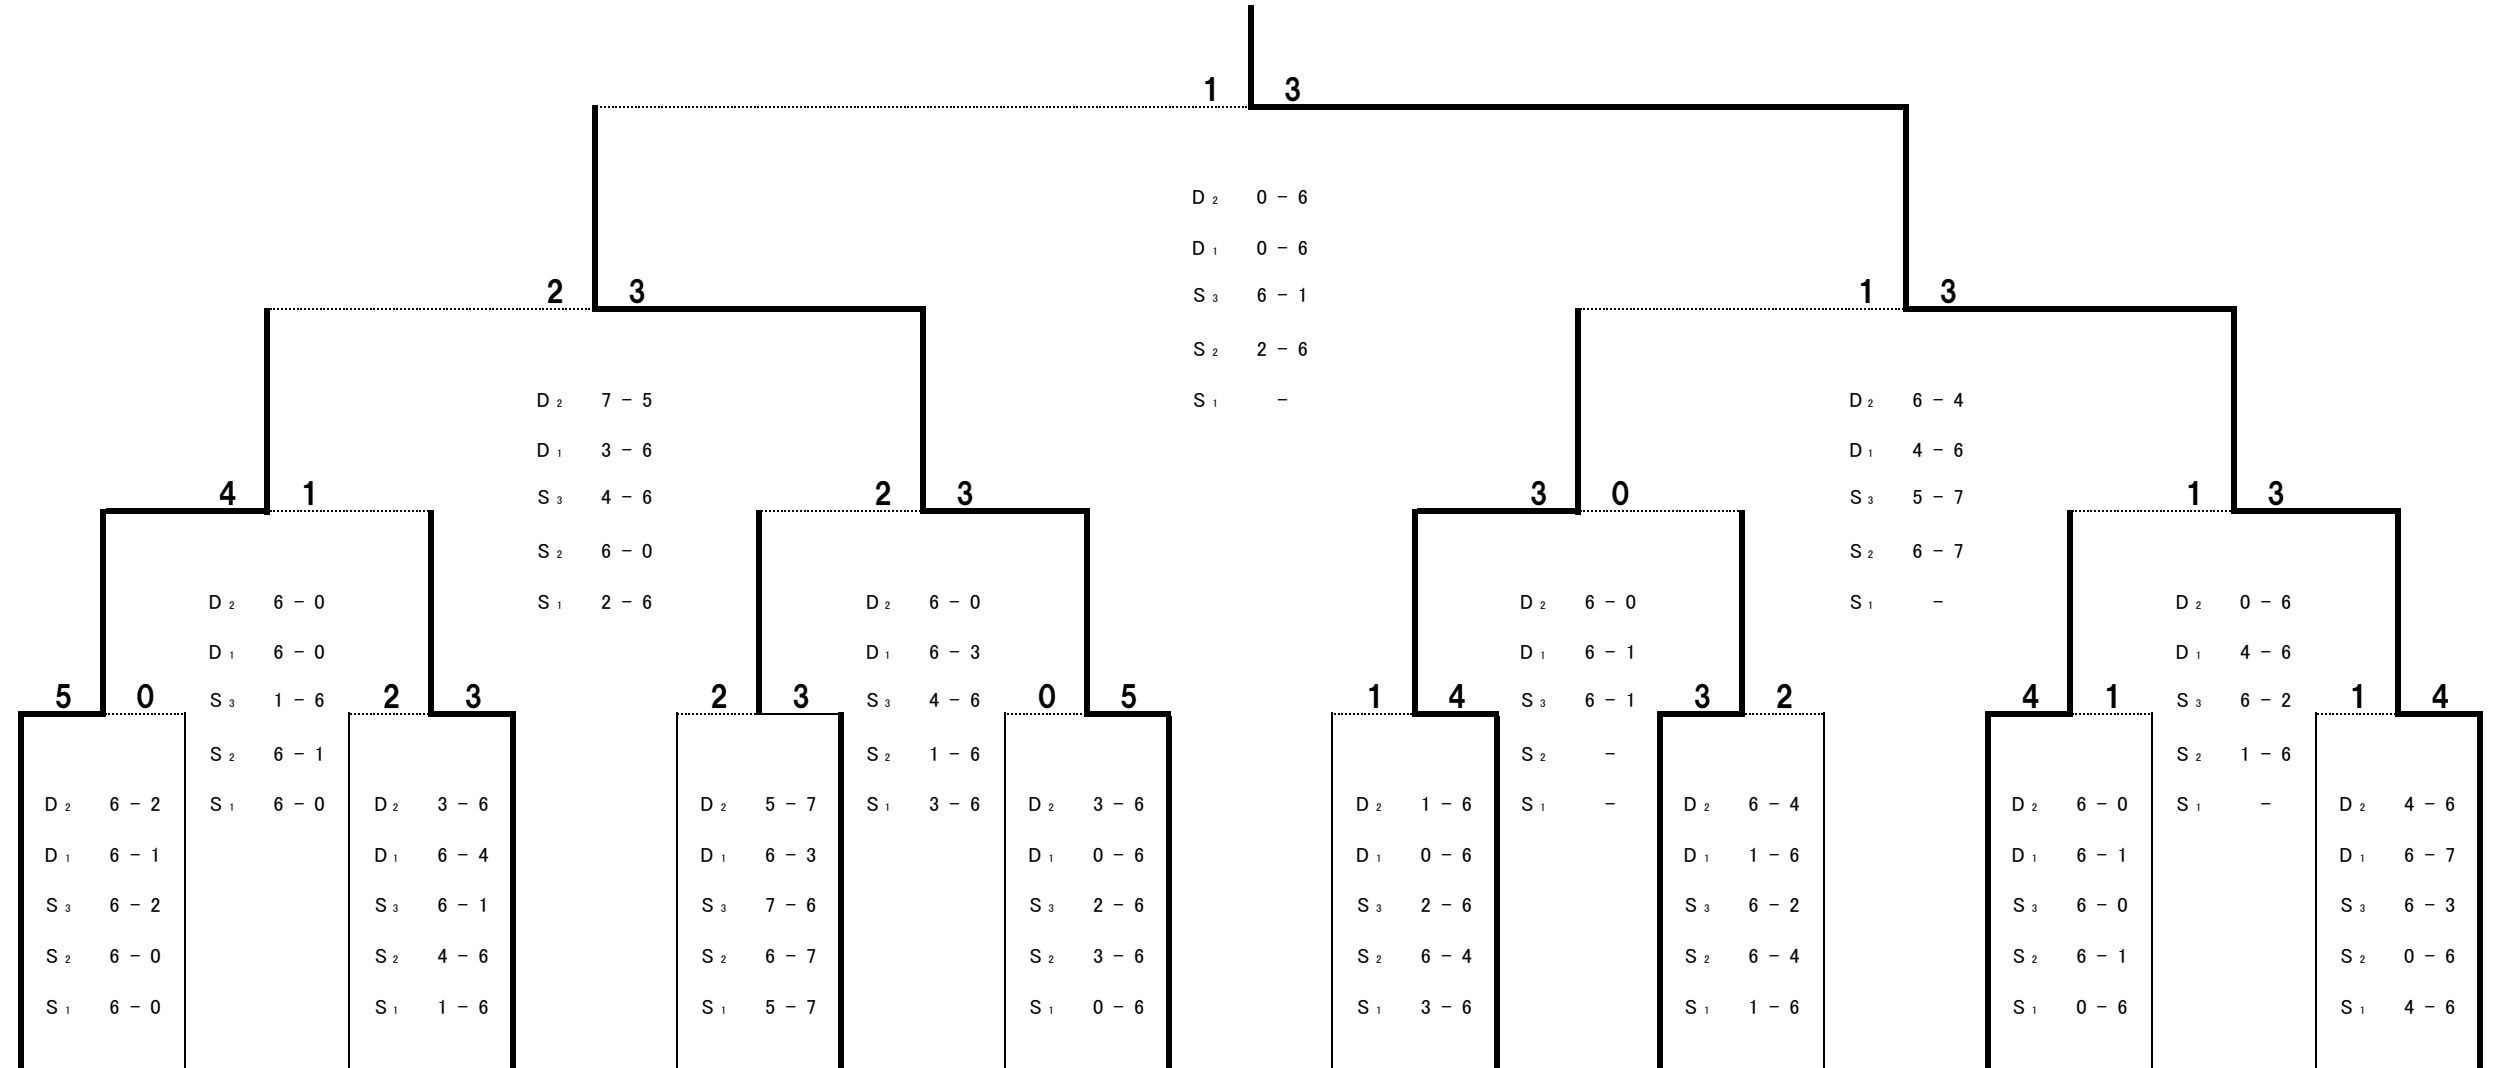 1 3
D₂ 0 - 6
D₁ 0 - 6
S₃ 6 - 1
S₂ 2 - 6
S₁ -
2 3
D₂ 7 - 5
D₁ 3 - 6
S₃ 4 - 6
S₂ 6 - 0
S₁ 2 - 6
1 3
D₂ 6 - 4
D₁ 4 - 6
S₃ 5 - 7
S₂ 6 - 7
S₁ -
4 1
D₂ 6 - 0
D₁ 6 - 0
S₃ 1 - 6
S₂ 6 - 1
S₁ 6 - 0
2 3
D₂ 6 - 0
D₁ 6 - 3
S₃ 4 - 6
S₂ 1 - 6
S₁ 3 - 6
3 0
D₂ 6 - 0
D₁ 6 - 1
S₃ 6 - 1
S₂ -
S₁ -
1 3
D₂ 0 - 6
D₁ 4 - 6
S₃ 6 - 2
S₂ 1 - 6
S₁ -
5 0
D₂ 6 - 2
D₁ 6 - 1
S₃ 6 - 2
S₂ 6 - 0
S₁ 6 - 0
2 3
D₂ 3 - 6
D₁ 6 - 4
S₃ 6 - 1
S₂ 4 - 6
S₁ 1 - 6
2 3
D₂ 5 - 7
D₁ 6 - 3
S₃ 7 - 6
S₂ 6 - 7
S₁ 5 - 7
0 5
D₂ 3 - 6
D₁ 0 - 6
S₃ 2 - 6
S₂ 3 - 6
S₁ 0 - 6
1 4
D₂ 1 - 6
D₁ 0 - 6
S₃ 2 - 6
S₂ 6 - 4
S₁ 3 - 6
3 2
D₂ 6 - 4
D₁ 1 - 6
S₃ 6 - 2
S₂ 6 - 4
S₁ 1 - 6
4 1
D₂ 6 - 0
D₁ 6 - 1
S₃ 6 - 0
S₂ 6 - 1
S₁ 0 - 6
1 4
D₂ 4 - 6
D₁ 6 - 7
S₃ 6 - 3
S₂ 0 - 6
S₁ 4 - 6